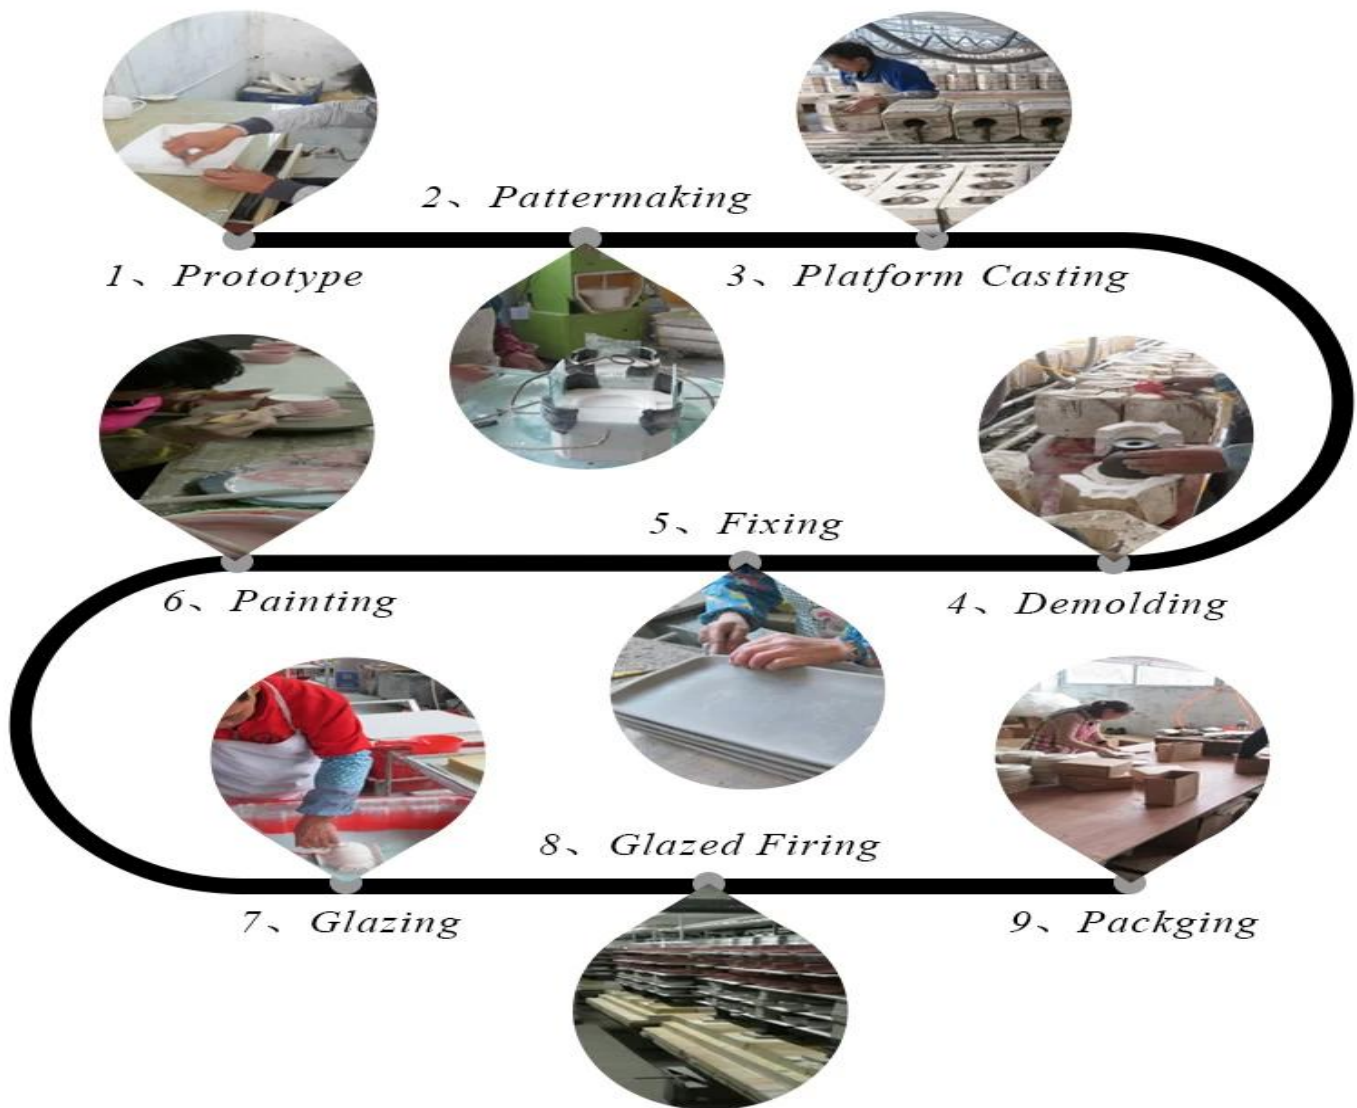 1、Prototype
2、Pattermaking
3、Platform Casting
4、Demolding
5、Fixing
6、Painting
7、Glazing
8、Glazed Firing
9、Packging